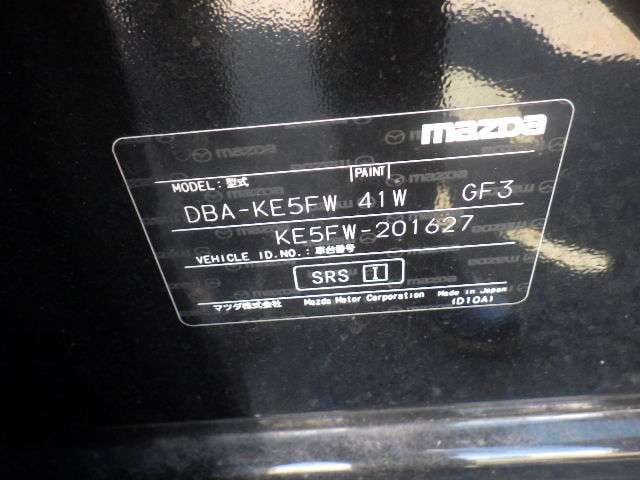 mazda
MODEL：型式 PAINT
DBA-KE5FW 41W GF3
KE5FW-201627
VEHICLE ID.NO.：車台番号
SRS I
マツダ株式会社 Mazda Motor Corporation Made in Japan
(D10A)